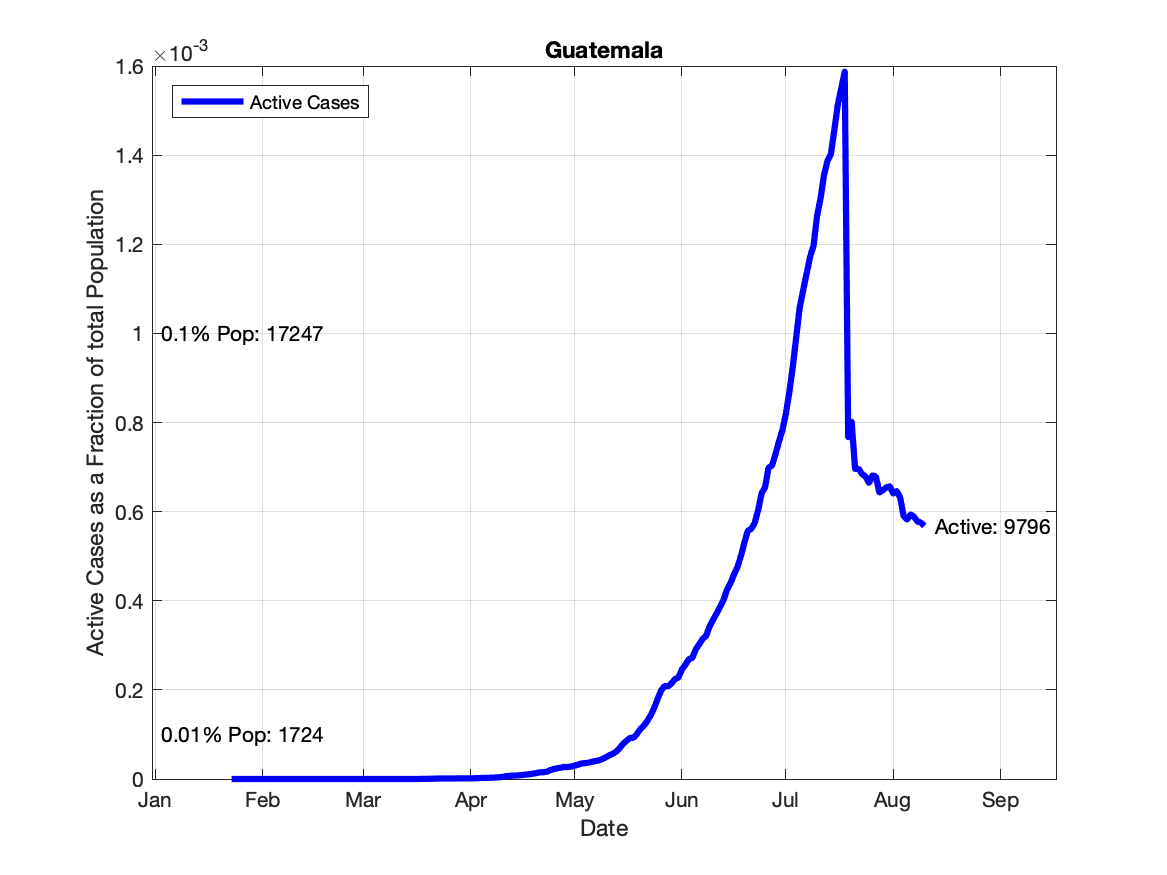 Guatemala
×10-3
Active Cases
1.6
1.4
1.2
1
0.8
0.6
0.4
0.2
0
0.1% Pop: 17247
0.01% Pop: 1724
Active: 9796
Active Cases as a Fraction of total Population
Jan Feb Mar Apr May Jun Jul Aug Sep
Date